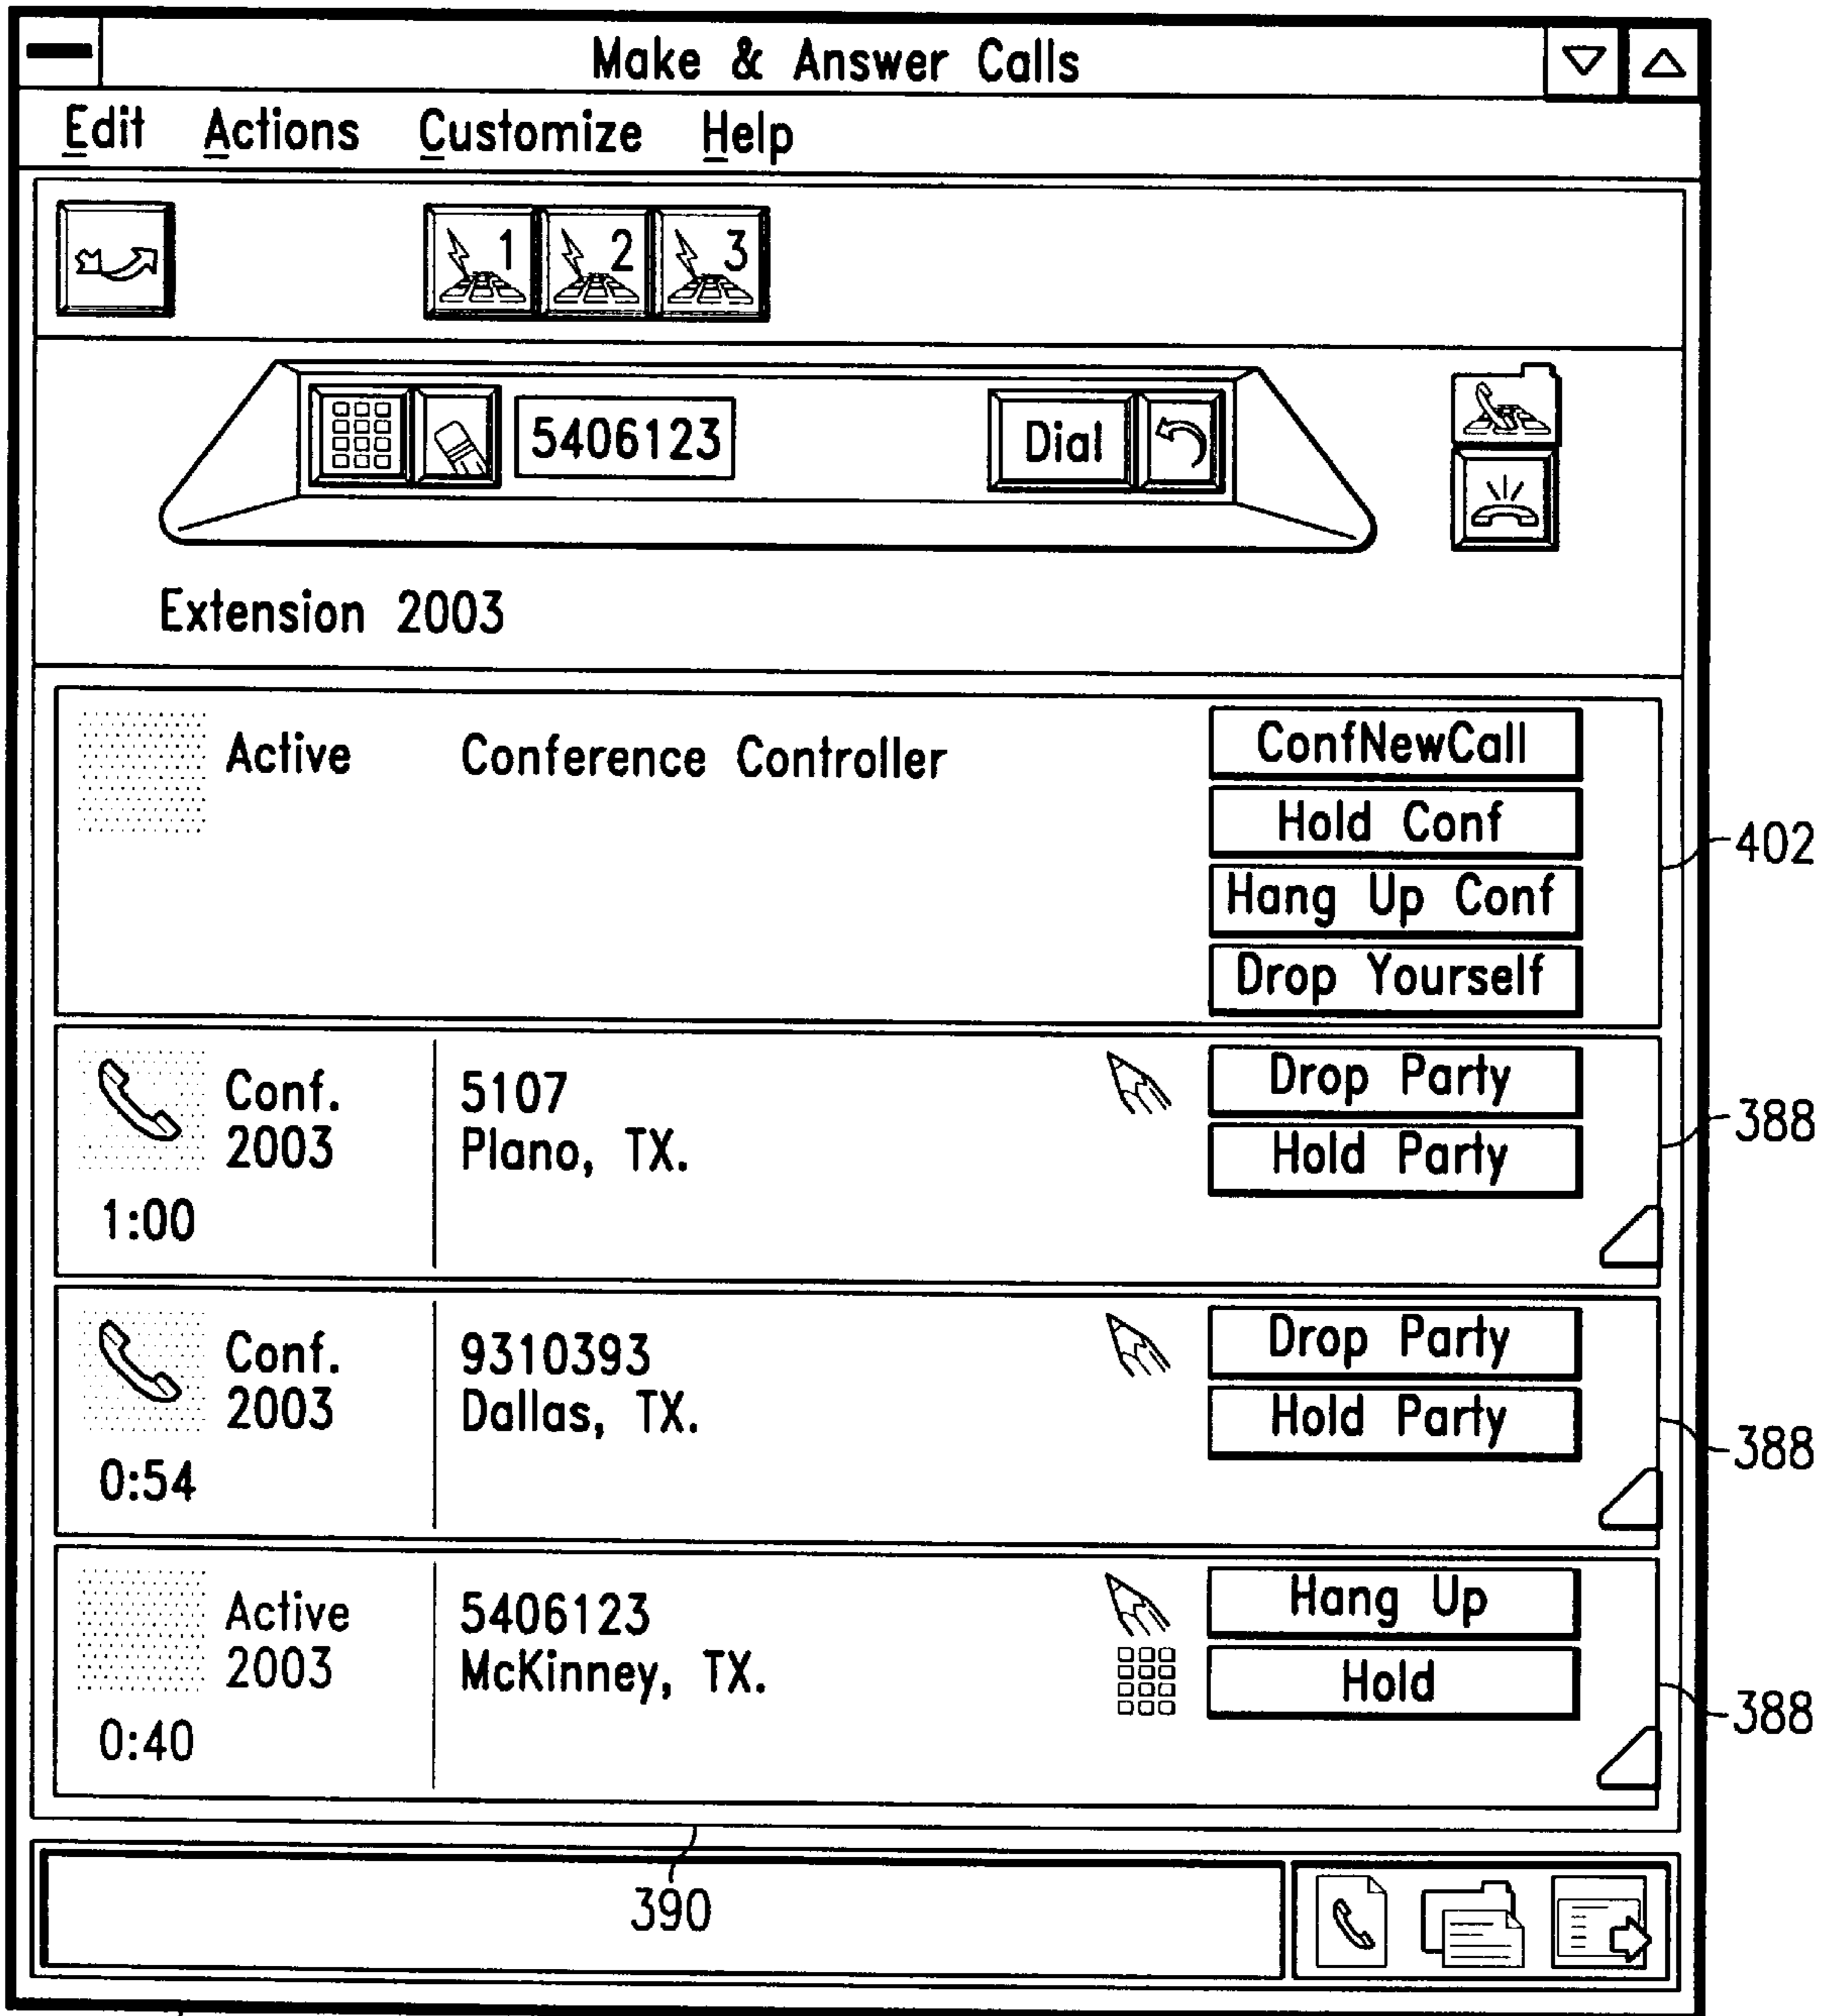 Make & Answer Calls
Edit Actions Customize Help
1 2 3
5406123 Dial
Extension 2003
Active Conference Controller
ConfNewCall
Hold Conf
402
Hang Up Conf
Drop Yourself
Conf. 5107 Drop Party
388
2003 Plano, TX. Hold Party
1:00
Conf. 9310393 Drop Party
2003 Dallas, TX. Hold Party
388
0:54
Active 5406123 Hang Up
2003 McKinney, TX. Hold
388
0:40
390